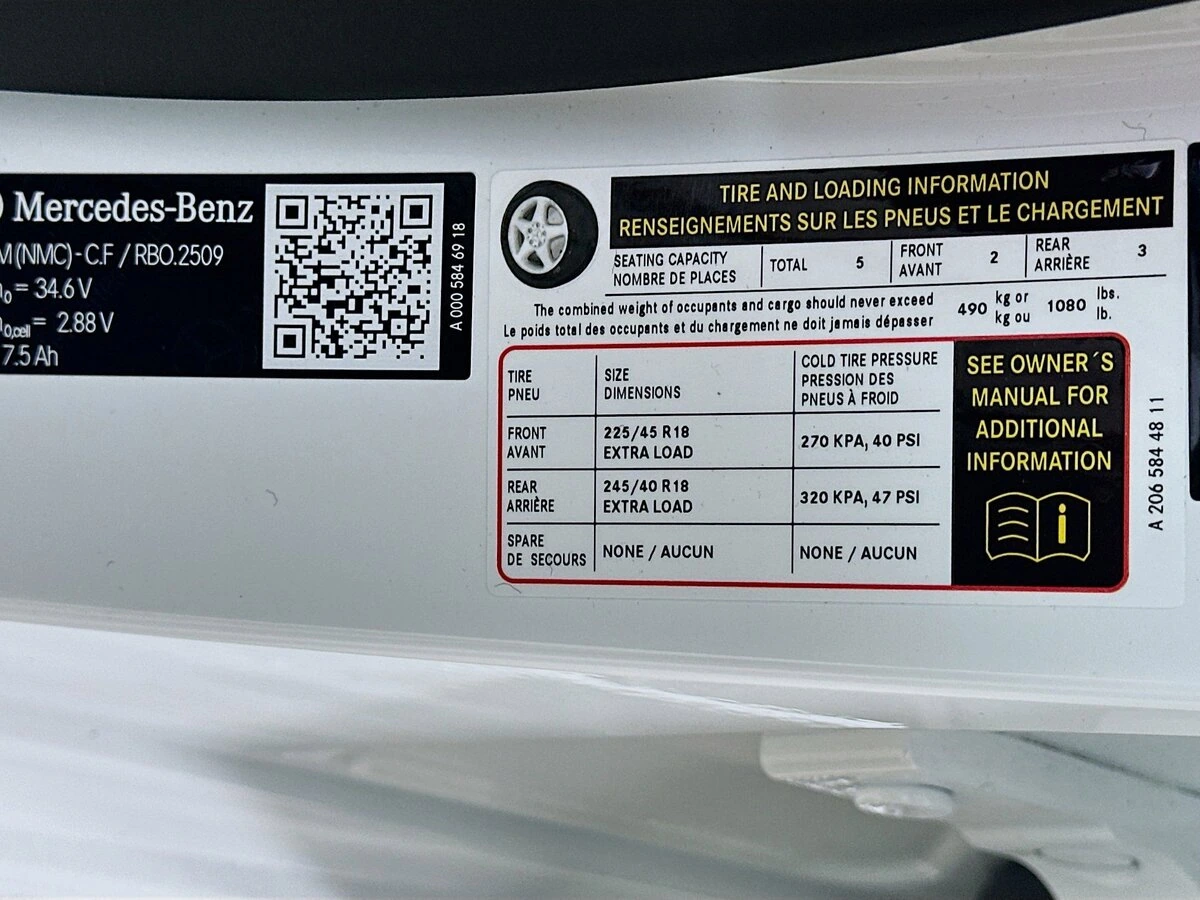 Mercedes-Benz
M(NMC)-C.F / RBO.2509
= 34.6 V
0,cell = 2.88 V
7.5 Ah
A 000 584 69 18
TIRE AND LOADING INFORMATION
RENSEIGNEMENTS SUR LES PNEUS ET LE CHARGEMENT
SEATING CAPACITY
NOMBRE DE PLACES
TOTAL 5
FRONT
AVANT
2
REAR
ARRIÈRE
3
The combined weight of occupants and cargo should never exceed
Le poids total des occupants et du chargement ne doit jamais dépasser
490
kg or
kg ou
1080
lbs.
lb.
TIRE
PNEU
SIZE
DIMENSIONS
COLD TIRE PRESSURE
PRESSION DES
PNEUS À FROID
FRONT
AVANT
225/45 R18
EXTRA LOAD
270 KPA, 40 PSI
REAR
ARRIÈRE
245/40 R18
EXTRA LOAD
320 KPA, 47 PSI
SPARE
DE SECOURS
NONE / AUCUN
NONE / AUCUN
SEE OWNER´S
MANUAL FOR
ADDITIONAL
INFORMATION
A 206 584 48 11